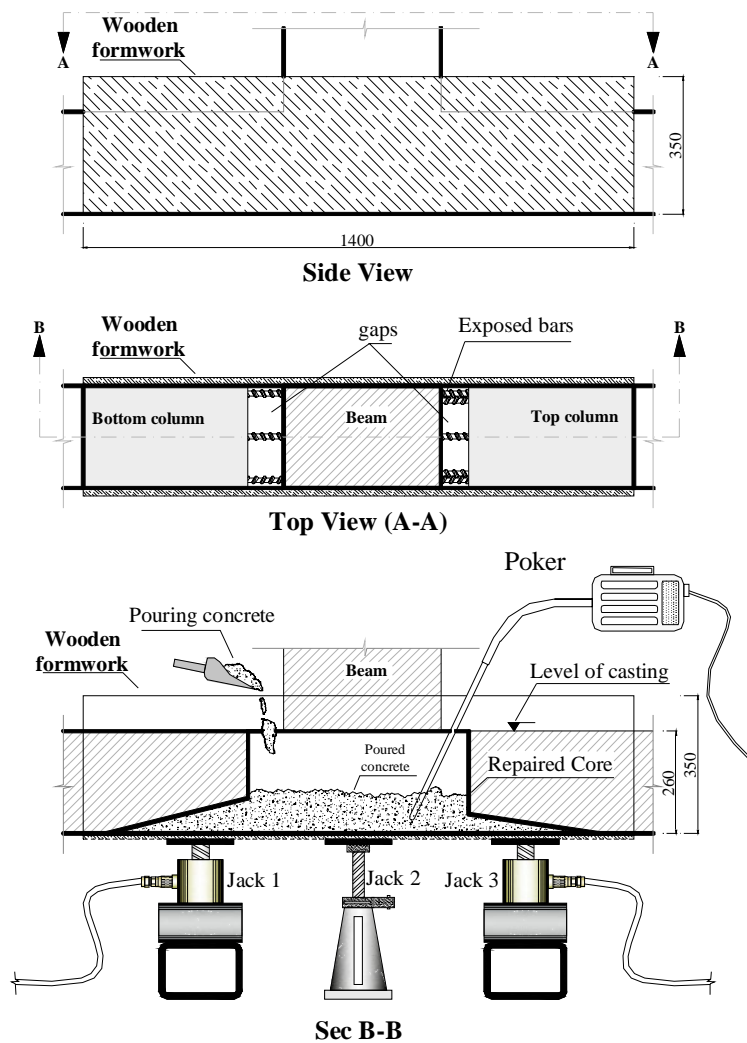 Wooden
formwork
A
A
350
1400
Side View
B
Wooden
formwork
gaps
Exposed bars
B
Bottom column
Beam
Top column
Top View (A-A)
Poker
Pouring concrete
Wooden
formwork
Beam
Level of casting
Poured
concrete
Repaired Core
260
350
Jack 1
Jack 2
Jack 3
Sec B-B